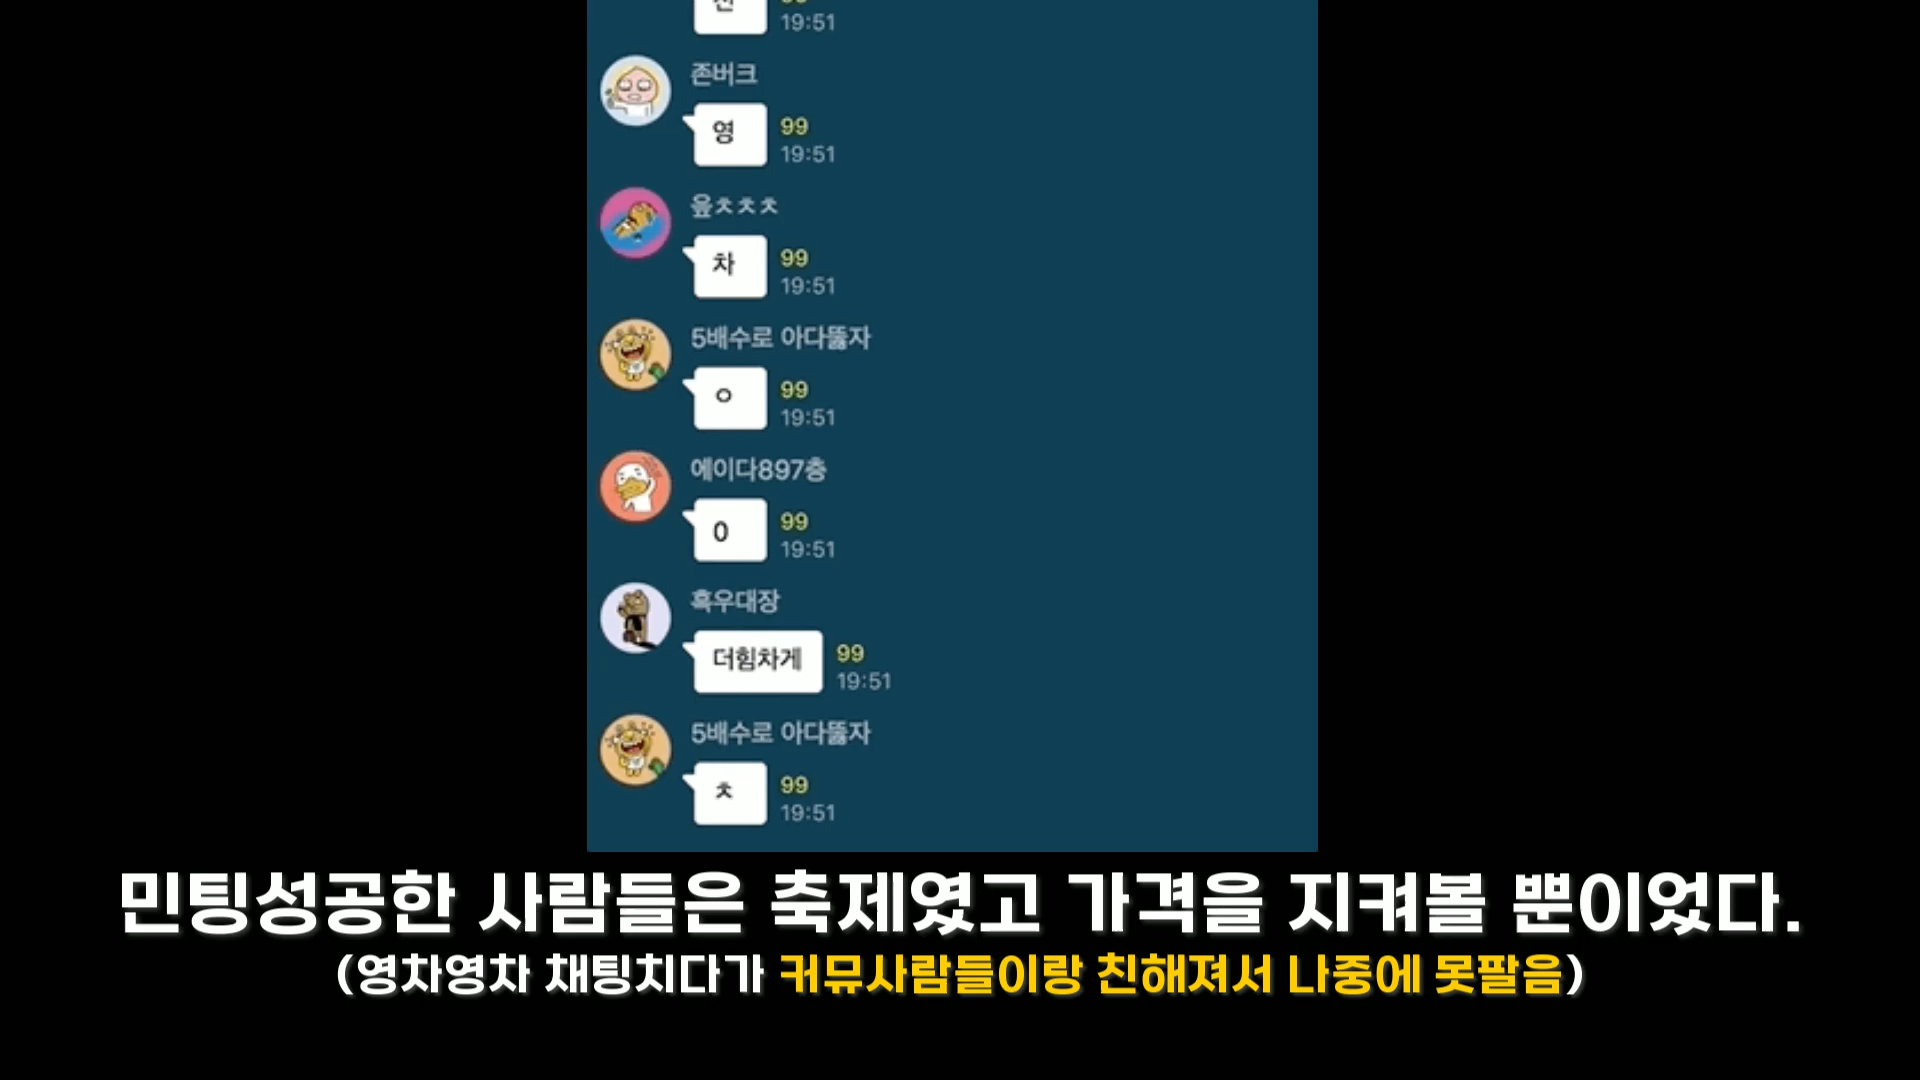 19:51
존버크
영
99
19:51
읖ㅊㅊㅊ
차
99
19:51
5배수로 아다뚫자
ㅇ
99
19:51
에이다897층
0
99
19:51
흑우대장
더힘차게
99
19:51
5배수로 아다뚫자
ㅊ
99
19:51
민팅성공한 사람들은 축제였고 가격을 지켜볼 뿐이었다.
(영차영차 채팅치다가 커뮤사람들이랑 친해져서 나중에 못팔음)